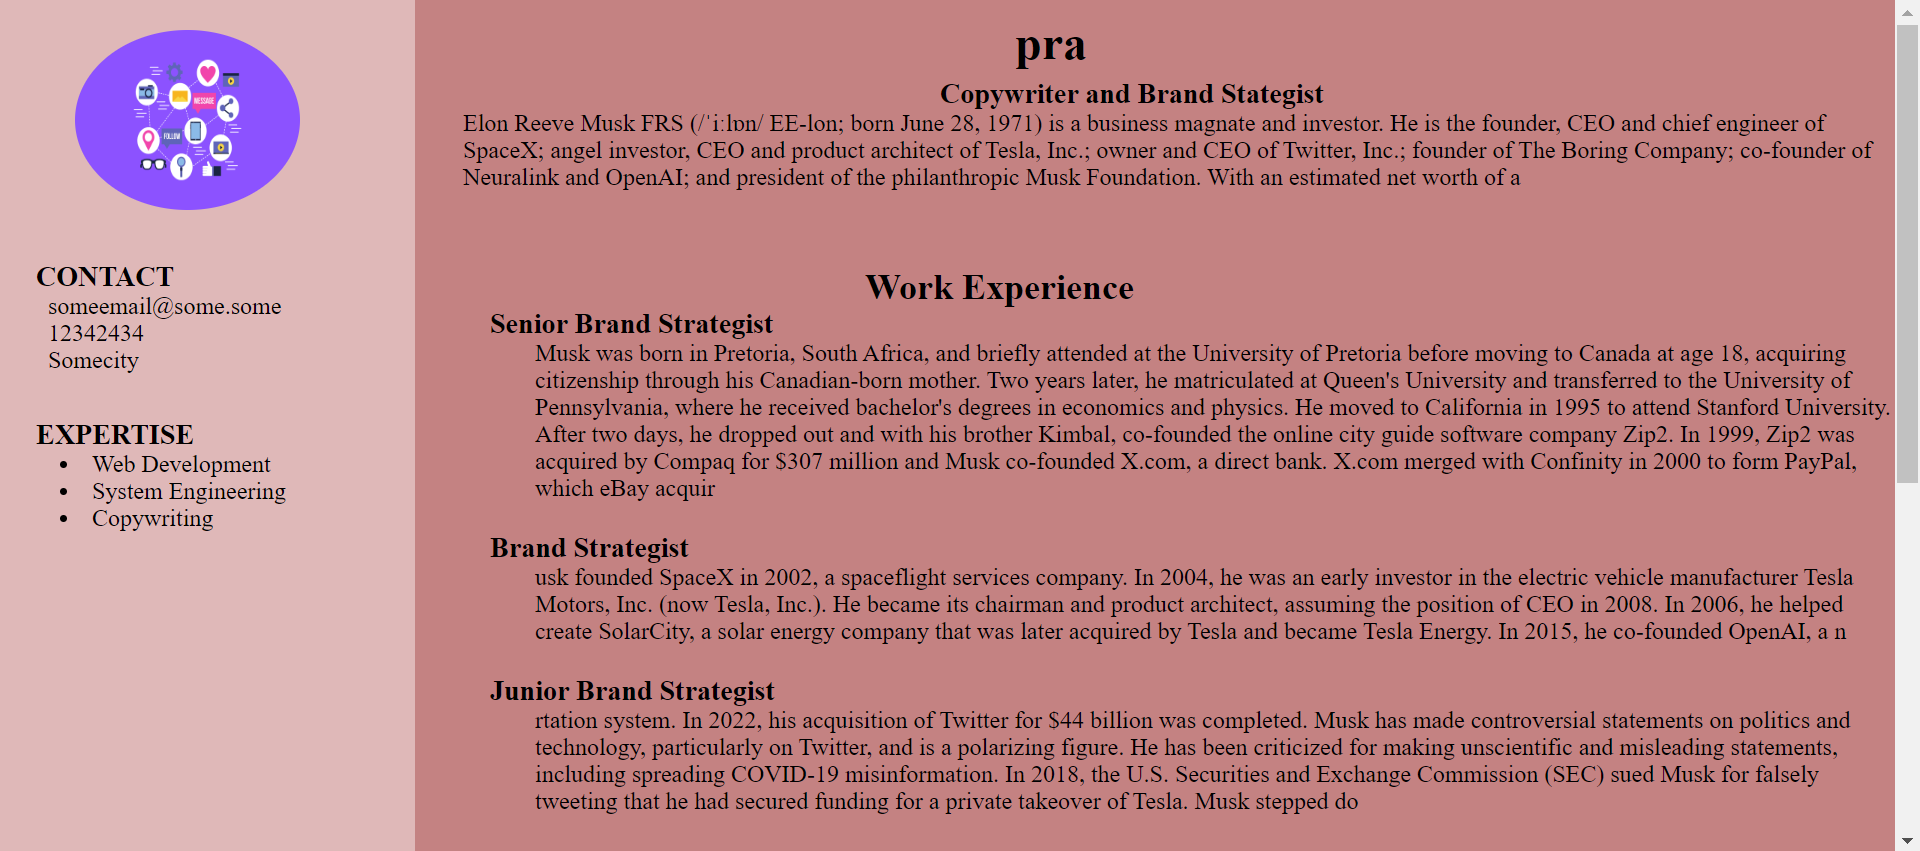 MESSAGE
FOLLOW
CONTACT
someemail@some.some
12342434
Somecity
EXPERTISE
• Web Development
• System Engineering
• Copywriting
pra
Copywriter and Brand Stategist
Elon Reeve Musk FRS (/ˈiːlɒn/ EE-lon; born June 28, 1971) is a business magnate and investor. He is the founder, CEO and chief engineer of
SpaceX; angel investor, CEO and product architect of Tesla, Inc.; owner and CEO of Twitter, Inc.; founder of The Boring Company; co-founder of
Neuralink and OpenAI; and president of the philanthropic Musk Foundation. With an estimated net worth of a
Work Experience
Senior Brand Strategist
Musk was born in Pretoria, South Africa, and briefly attended at the University of Pretoria before moving to Canada at age 18, acquiring
citizenship through his Canadian-born mother. Two years later, he matriculated at Queen's University and transferred to the University of
Pennsylvania, where he received bachelor's degrees in economics and physics. He moved to California in 1995 to attend Stanford University.
After two days, he dropped out and with his brother Kimbal, co-founded the online city guide software company Zip2. In 1999, Zip2 was
acquired by Compaq for $307 million and Musk co-founded X.com, a direct bank. X.com merged with Confinity in 2000 to form PayPal,
which eBay acquir
Brand Strategist
usk founded SpaceX in 2002, a spaceflight services company. In 2004, he was an early investor in the electric vehicle manufacturer Tesla
Motors, Inc. (now Tesla, Inc.). He became its chairman and product architect, assuming the position of CEO in 2008. In 2006, he helped
create SolarCity, a solar energy company that was later acquired by Tesla and became Tesla Energy. In 2015, he co-founded OpenAI, a n
Junior Brand Strategist
rtation system. In 2022, his acquisition of Twitter for $44 billion was completed. Musk has made controversial statements on politics and
technology, particularly on Twitter, and is a polarizing figure. He has been criticized for making unscientific and misleading statements,
including spreading COVID-19 misinformation. In 2018, the U.S. Securities and Exchange Commission (SEC) sued Musk for falsely
tweeting that he had secured funding for a private takeover of Tesla. Musk stepped do